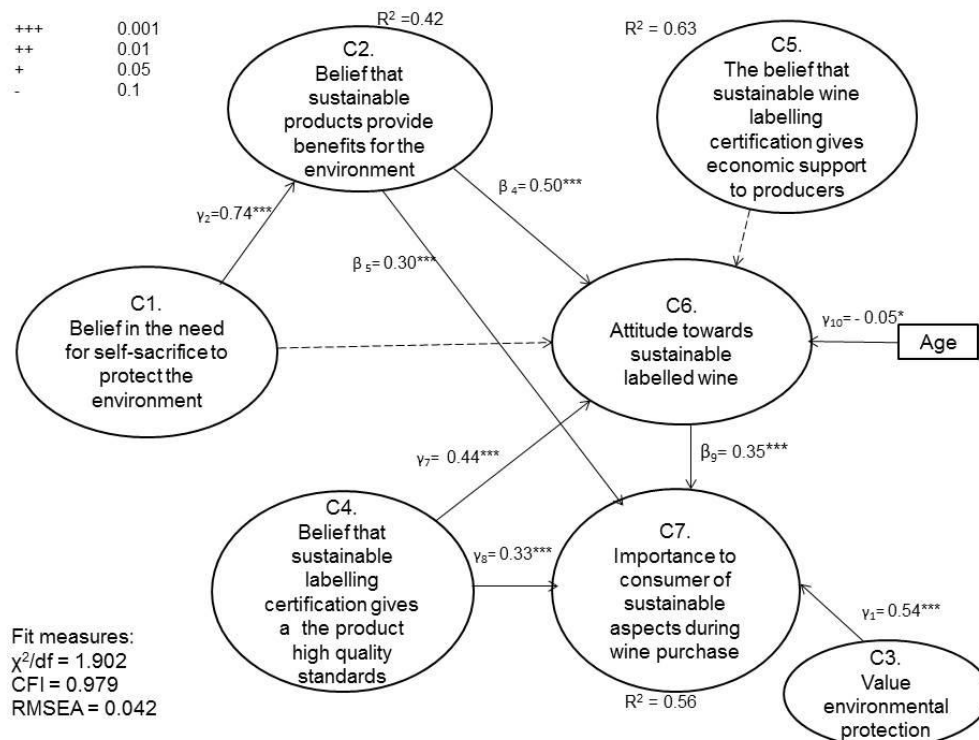 +++ 0.001
++ 0.01
+ 0.05
- 0.1
R² =0.42
C2.
Belief that
sustainable
products provide
benefits for the
environment
R² = 0.63
C5.
The belief that
sustainable wine
labelling
certification gives
economic support
to producers
γ₂=0.74***
β ₄= 0.50***
β ₅= 0.30***
C1.
Belief in the need
for self-sacrifice to
protect the
environment
C6.
Attitude towards
sustainable
labelled wine
γ₁₀= - 0.05*
Age
γ₇= 0.44***
β₉= 0.35***
C4.
Belief that
sustainable
labelling
certification gives
a the product
high quality
standards
γ₈= 0.33***
C7.
Importance to
consumer of
sustainable
aspects during
wine purchase
γ₁=0.54***
C3.
Value
environmental
protection
R² = 0.56
Fit measures:
χ²/df = 1.902
CFI = 0.979
RMSEA = 0.042